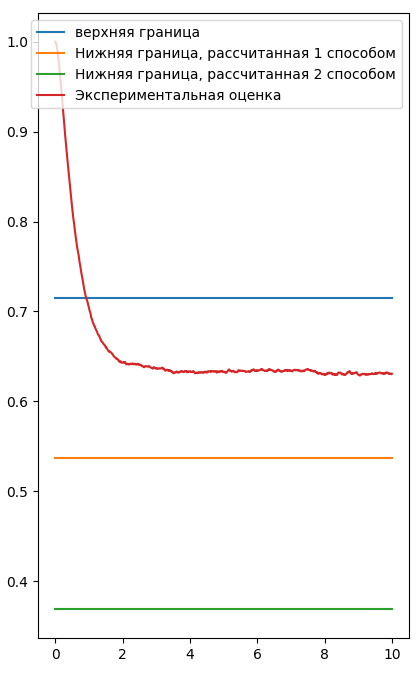 верхняя граница
Нижняя граница, рассчитанная 1 способом
Нижняя граница, рассчитанная 2 способом
Экспериментальная оценка
1.0
0.9
0.8
0.7
0.6
0.5
0.4
0 2 4 6 8 10